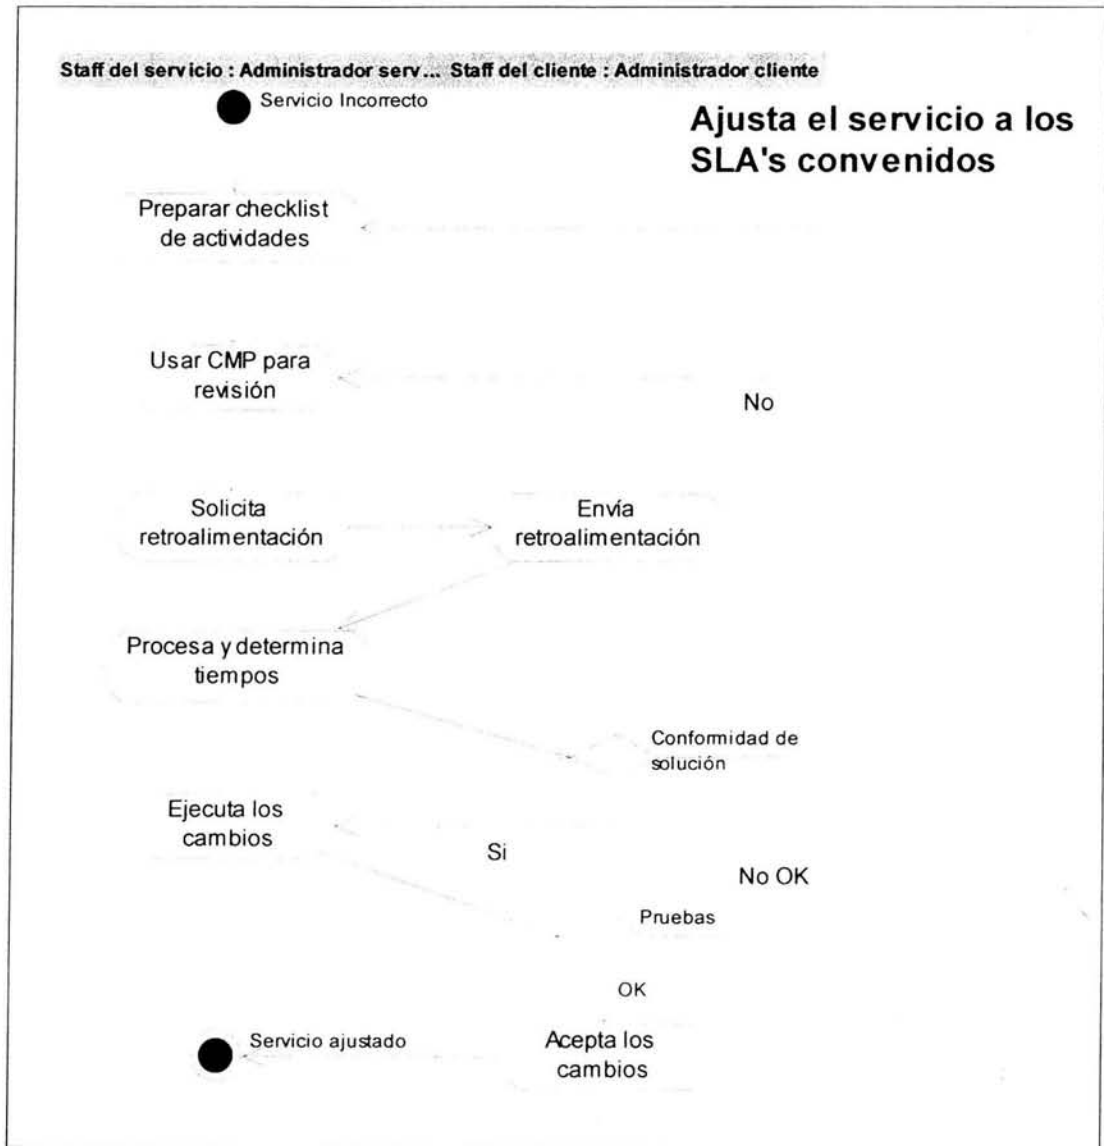 Staff del servicio : Administrador serv... Staff del cliente : Administrador cliente
Servicio Incorrecto
Ajusta el servicio a los
SLA's convenidos
Preparar checklist
de actividades
Usar CMP para
revisión
No
Solicita
retroalimentación
Envía
retroalimentación
Procesa y determina
tiempos
Conformidad de
solución
Ejecuta los
cambios
Si
No OK
Pruebas
OK
Servicio ajustado
Acepta los
cambios